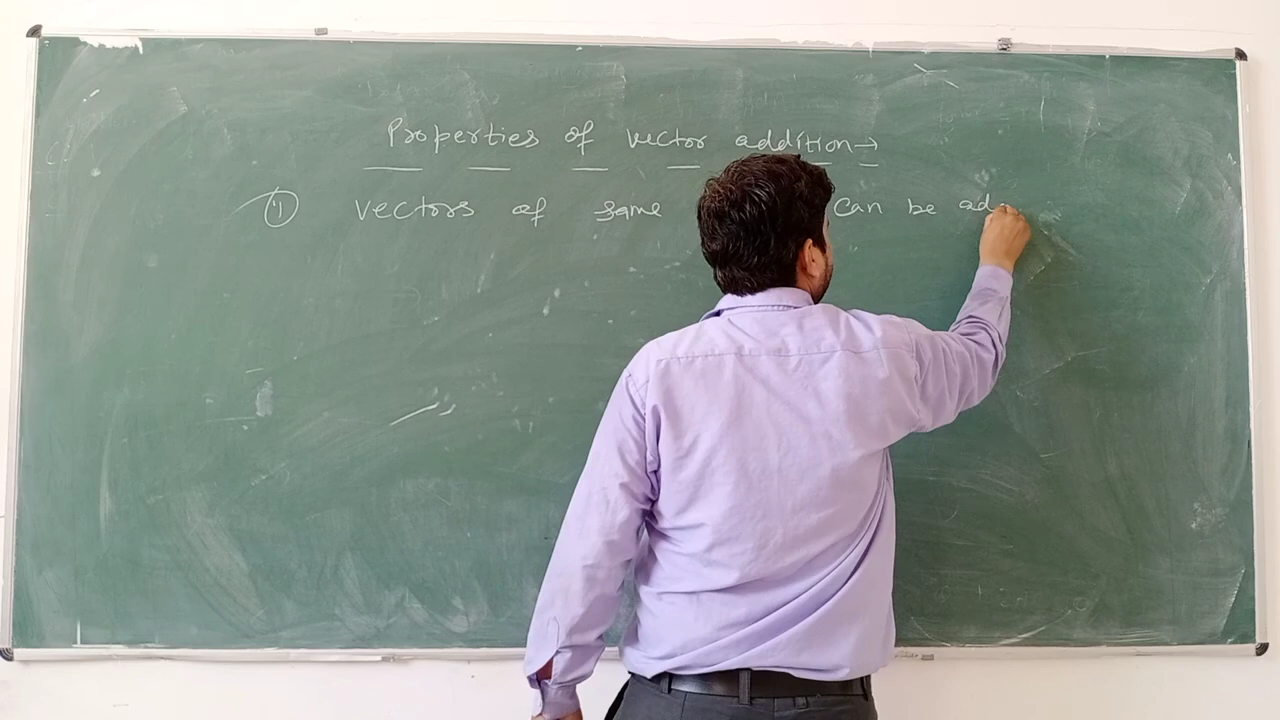 Properties of vector addition→
① Vectors of same can be ad